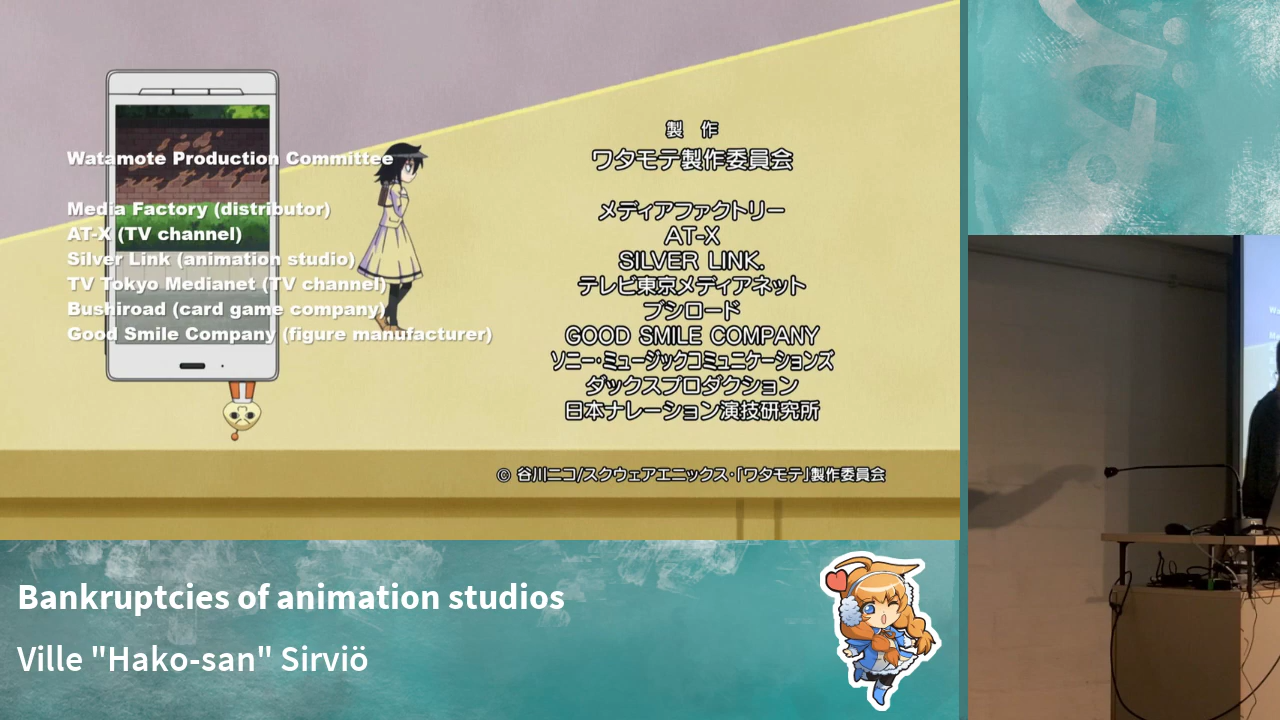 Watamote Production Committee
Media Factory (distributor)
AT-X (TV channel)
Silver Link (animation studio)
TV Tokyo Medianet (TV channel)
Bushiroad (card game company)
Good Smile Company (figure manufacturer)
製 作
ワタモテ製作委員会
メディアファクトリー
AT-X
SILVER LINK.
テレビ東京メディアネット
ブシロード
GOOD SMILE COMPANY
ソニー・ミュージックコミュニケーションズ
ダックスプロダクション
日本ナレーション演技研究所
© 谷川ニコ/スクウェアエニックス・「ワタモテ」製作委員会
Bankruptcies of animation studios
Ville "Hako-san" Sirviö